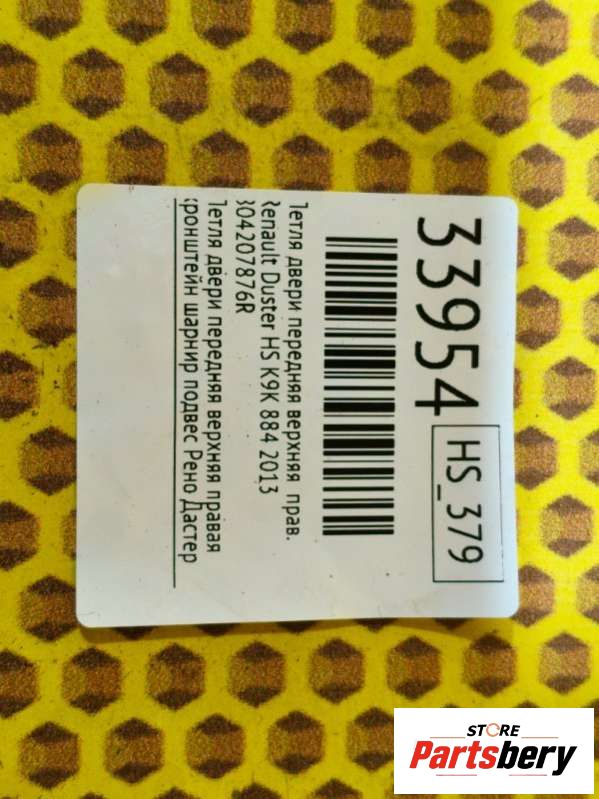 33954 HS_379
Петля двери передняя верхняя прав.
Renault Duster HS K9K 884 2013
804207876R
Петля двери передняя верхняя правая
кронштейн шарнир подвес Рено Дастер
STORE
Partsbery